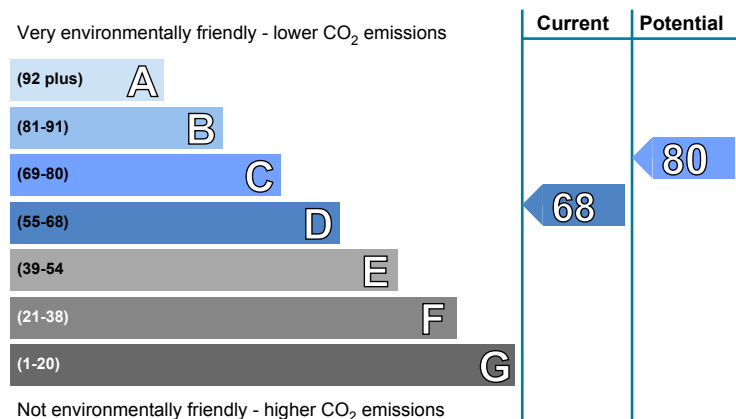 Very environmentally friendly - lower CO₂ emissions
Current
Potential
(92 plus) A
(81-91) B
(69-80) C
80
(55-68) D
68
(39-54 E
(21-38) F
(1-20) G
Not environmentally friendly - higher CO₂ emissions